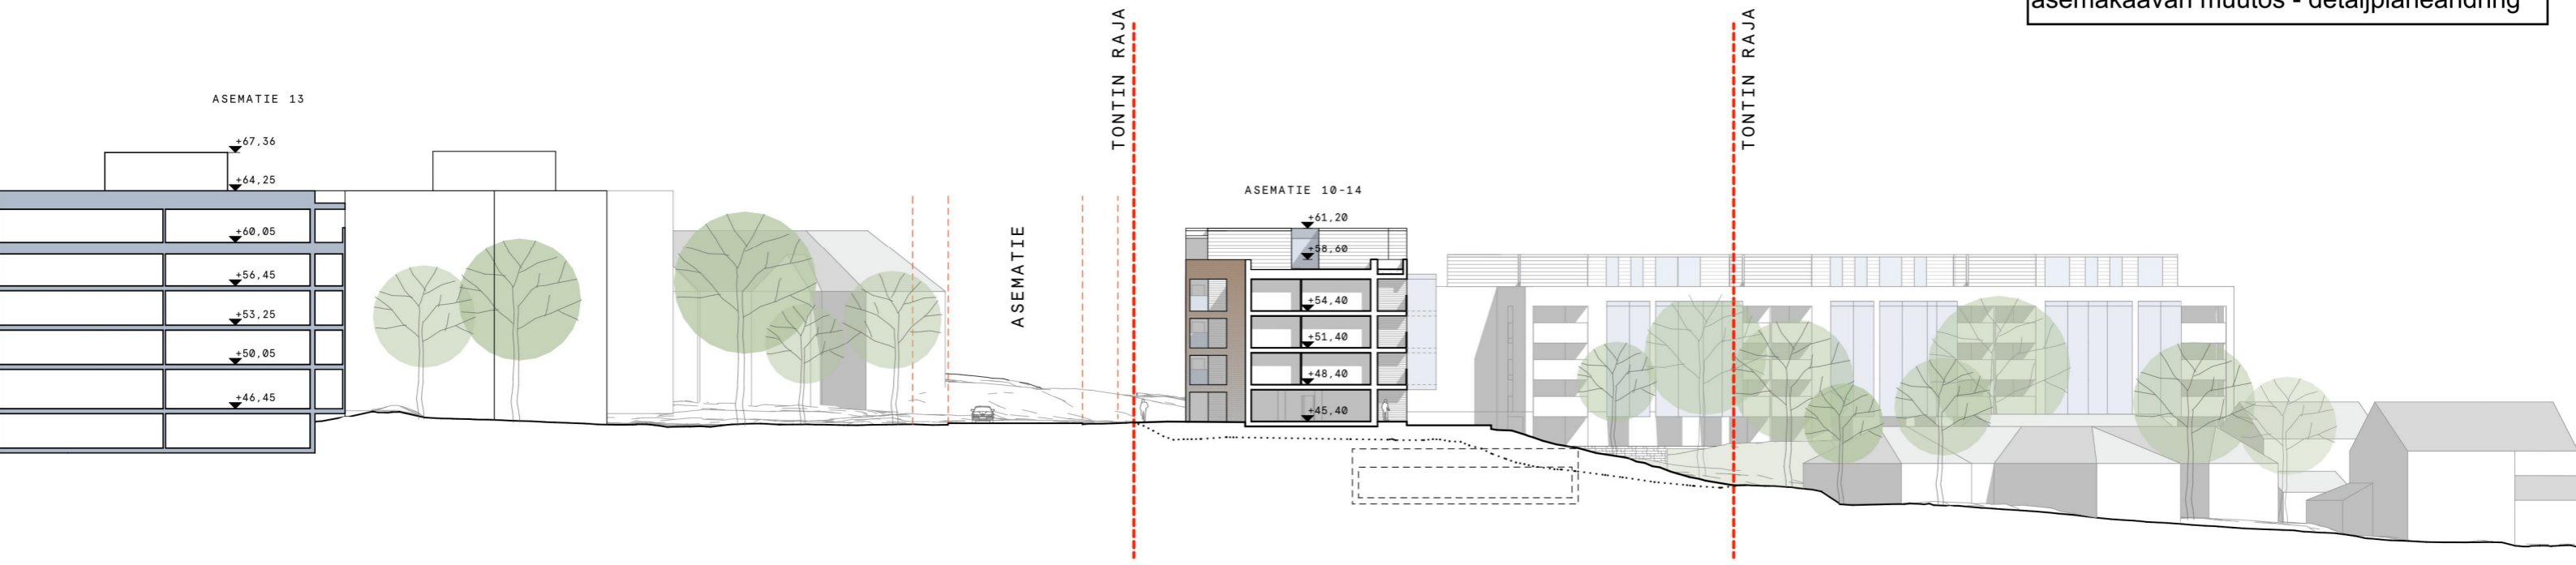 asemakaavan muutos - detaljplaneändring
TONTIN RAJA
TONTIN RAJA
ASEMATIE 13
+67,36
+64,25
+60,05
+56,45
+53,25
+50,05
+46,45
ASEMATIE
ASEMATIE 10-14
+61,20
+58,60
+54,40
+51,40
+48,40
+45,40